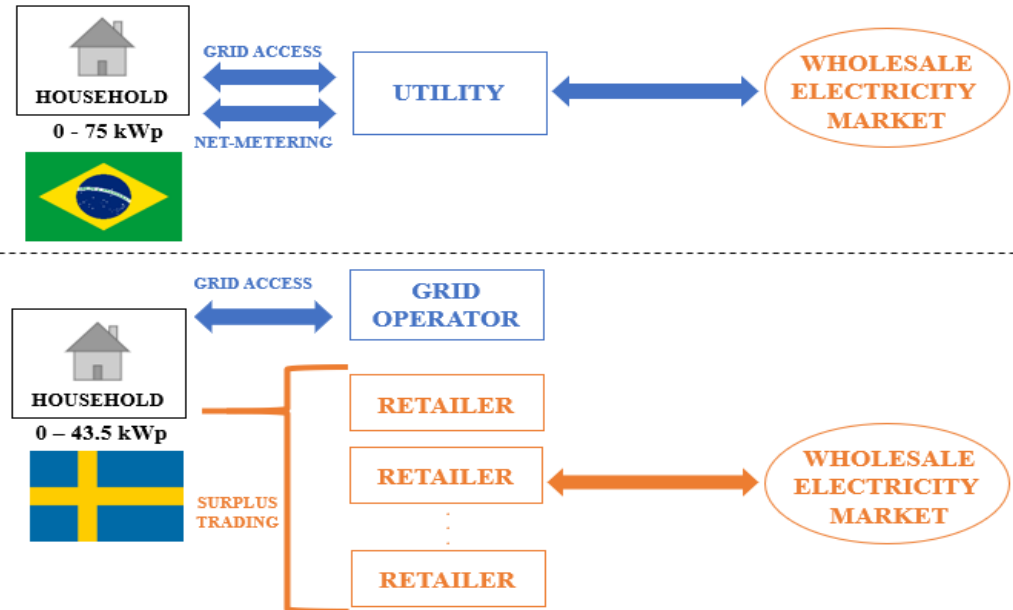 GRID ACCESS
HOUSEHOLD
0 - 75 kWp
NET-METERING
UTILITY
WHOLESALE
ELECTRICITY
MARKET
GRID ACCESS
HOUSEHOLD
0 – 43.5 kWp
SURPLUS
TRADING
GRID
OPERATOR
RETAILER
RETAILER
RETAILER
WHOLESALE
ELECTRICITY
MARKET